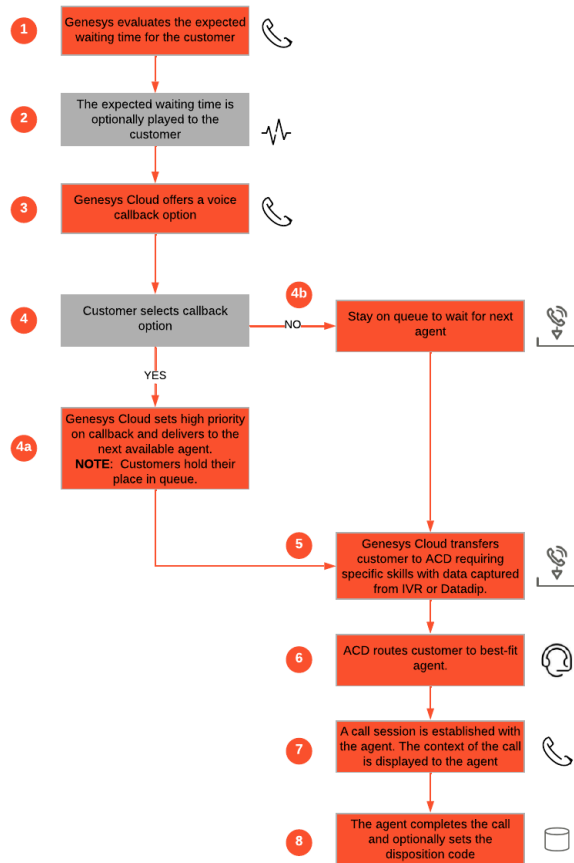 1
Genesys evaluates the expected
waiting time for the customer
2
The expected waiting time is
optionally played to the
customer
3
Genesys Cloud offers a voice
callback option
4
Customer selects callback
option
NO
4b
Stay on queue to wait for next
agent
YES
4a
Genesys Cloud sets high priority
on callback and delivers to the
next available agent.
NOTE: Customers hold their
place in queue.
5
Genesys Cloud transfers
customer to ACD requiring
specific skills with data captured
from IVR or Datadip.
6
ACD routes customer to best-fit
agent.
7
A call session is established with
the agent. The context of the call
is displayed to the agent
8
The agent completes the call
and optionally sets the
disposition code